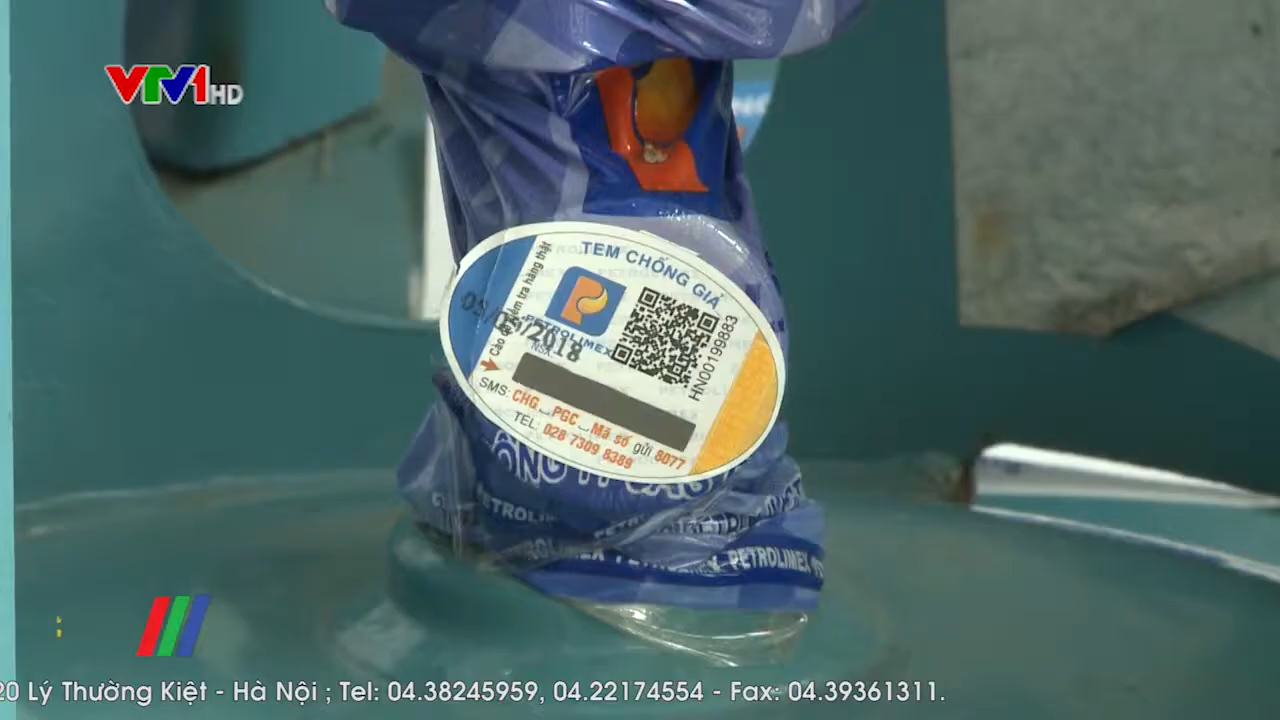 VTV1HD
TEM CHỐNG GIẢ
PETROLIMEX
2018
NSX:
HN00199883
SMS: CHG_PGC_Mã số gửi 8077
TEL: 028 7309 8389
PETROLIMEX
20 Lý Thường Kiệt - Hà Nội ; Tel: 04.38245959, 04.22174554 - Fax: 04.39361311.